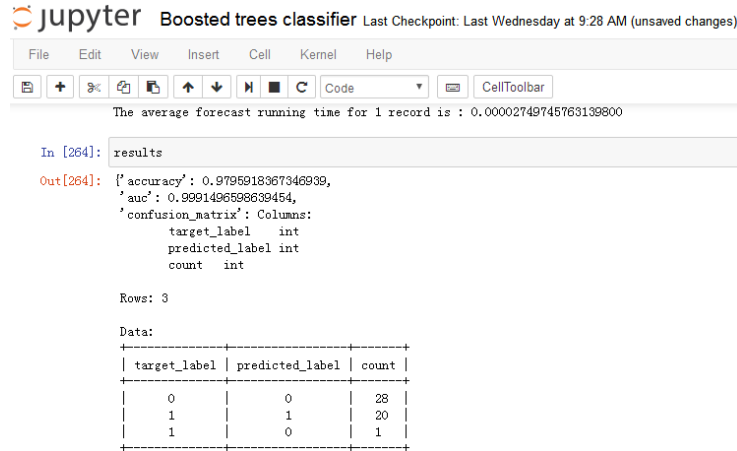 jupyter Boosted trees classifier Last Checkpoint: Last Wednesday at 9:28 AM (unsaved changes)
File Edit View Insert Cell Kernel Help
Code CellToolbar
The average forecast running time for 1 record is : 0.00002749745763139800
In [264]: results
Out[264]: {'accuracy': 0.9795918367346939,
'auc': 0.9991496598639454,
'confusion_matrix': Columns:
target_label int
predicted_label int
count int
Rows: 3
Data:
+--------------+-----------------+-------+
| target_label | predicted_label | count |
+--------------+-----------------+-------+
| 0 | 0 | 28 |
| 1 | 1 | 20 |
| 1 | 0 | 1 |
+--------------+-----------------+-------+